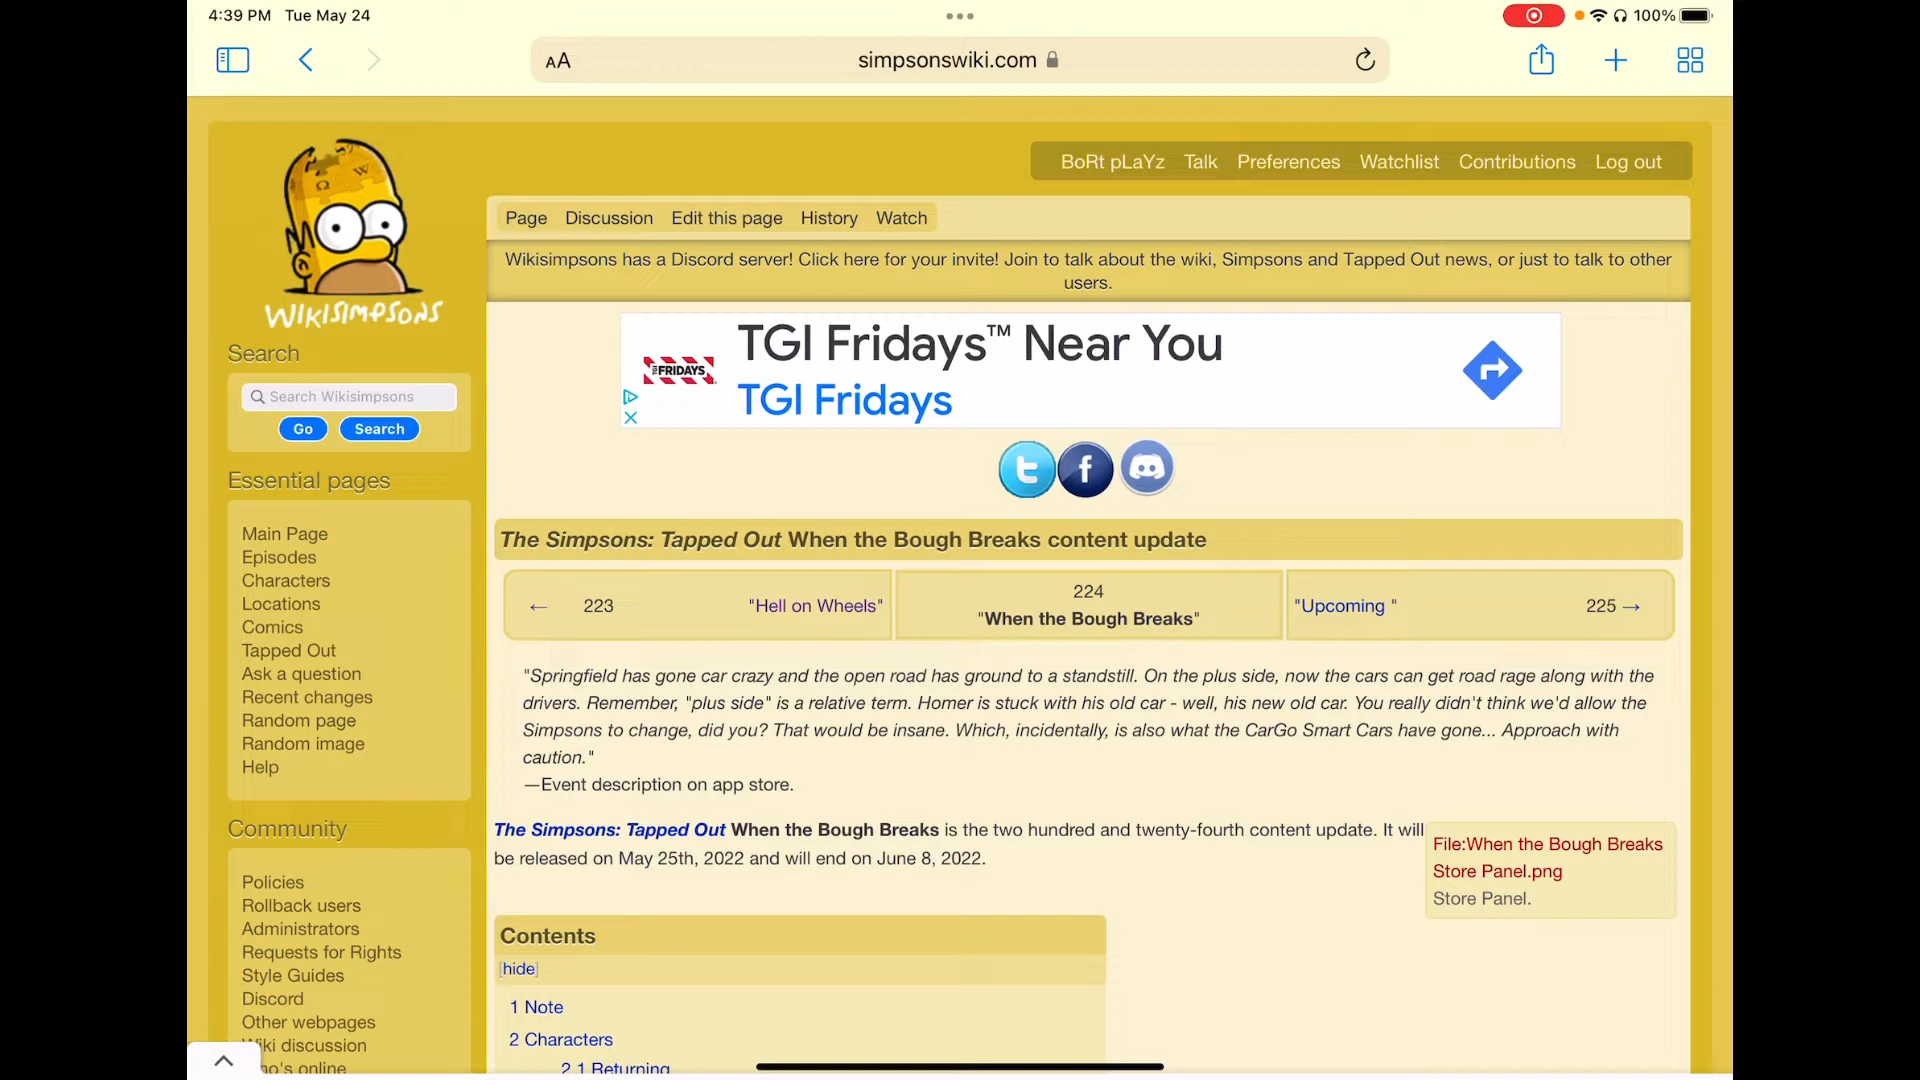 4:39 PM Tue May 24
100%
AA
simpsonswiki.com
BoRt pLaYz Talk Preferences Watchlist Contributions Log out
WIKISIMPSONS
Page Discussion Edit this page History Watch
Wikisimpsons has a Discord server! Click here for your invite! Join to talk about the wiki, Simpsons and Tapped Out news, or just to talk to other
users.
TGI Fridays™ Near You
TGI Fridays
FRIDAYS
Search
Search Wikisimpsons
Go Search
Essential pages
Main Page
Episodes
Characters
Locations
Comics
Tapped Out
Ask a question
Recent changes
Random page
Random image
Help
Community
Policies
Rollback users
Administrators
Requests for Rights
Style Guides
Discord
Other webpages
Wiki discussion
online
The Simpsons: Tapped Out When the Bough Breaks content update
← 223 "Hell on Wheels"
224
"When the Bough Breaks"
"Upcoming " 225 →
"Springfield has gone car crazy and the open road has ground to a standstill. On the plus side, now the cars can get road rage along with the
drivers. Remember, "plus side" is a relative term. Homer is stuck with his old car - well, his new old car. You really didn't think we'd allow the
Simpsons to change, did you? That would be insane. Which, incidentally, is also what the CarGo Smart Cars have gone... Approach with
caution."
—Event description on app store.
The Simpsons: Tapped Out When the Bough Breaks is the two hundred and twenty-fourth content update. It will
be released on May 25th, 2022 and will end on June 8, 2022.
File:When the Bough Breaks
Store Panel.png
Store Panel.
Contents
[hide]
1 Note
2 Characters
2.1 Returning